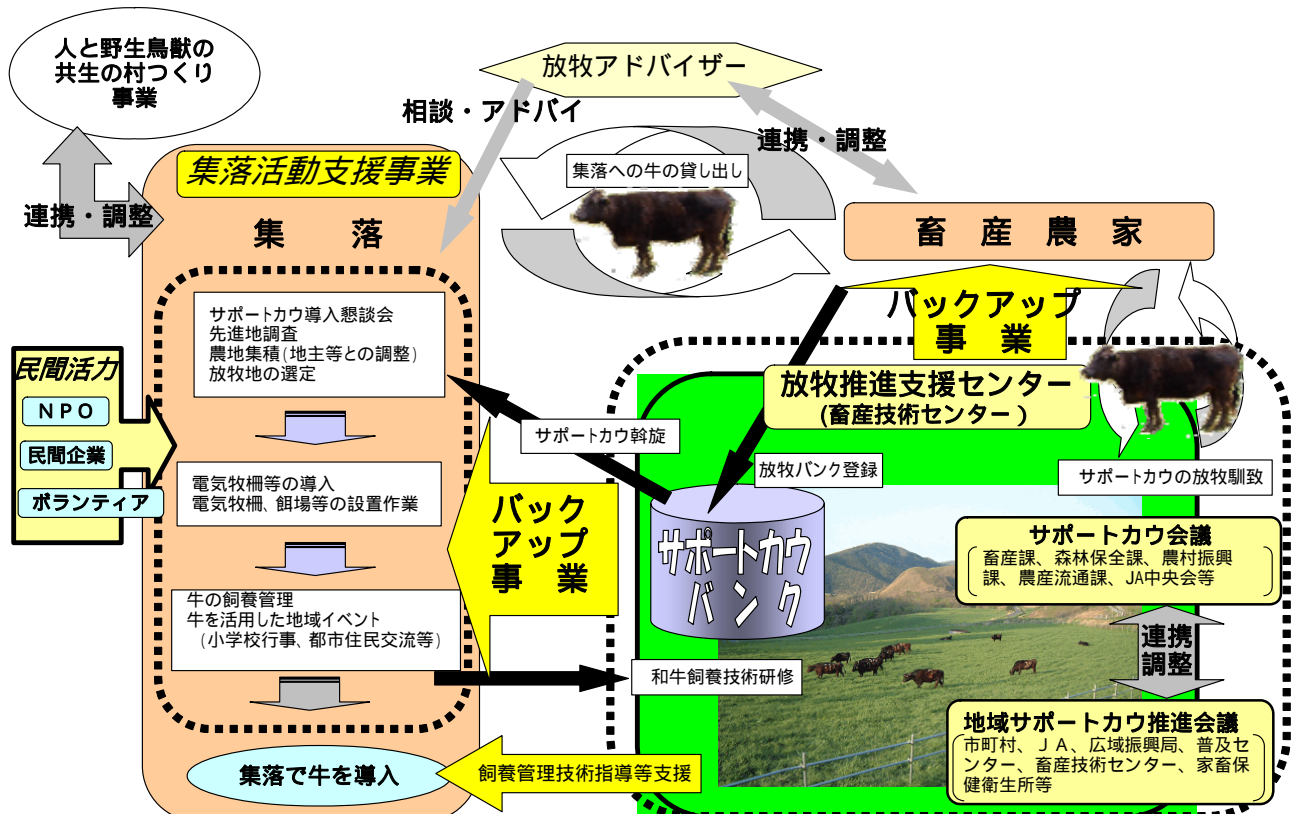 人と野生鳥獣の
共生の村つくり
事業
連携・調整
放牧アドバイザー
相談・アドバイ
連携・調整
集落への牛の貸し出し
集落活動支援事業
集 落
サポートカウ導入懇談会
先進地調査
農地集積(地主等との調整)
放牧地の選定
電気牧柵等の導入
電気牧柵、餌場等の設置作業
牛の飼養管理
牛を活用した地域イベント
(小学校行事、都市住民交流等)
集落で牛を導入
民間活力
NPO
民間企業
ボランティア
畜 産 農 家
バックアップ
事 業
放牧推進支援センター
(畜産技術センター)
サポートカウ斡旋
放牧バンク登録
サポートカウの放牧馴致
バック
アップ
事 業
サポートカウ
バンク
サポートカウ会議
畜産課、森林保全課、農村振興
課、農産流通課、JA中央会等
連携
調整
和牛飼養技術研修
地域サポートカウ推進会議
市町村、JA、広域振興局、普及セ
ンター、畜産技術センター、家畜保
健衛生所等
飼養管理技術指導等支援